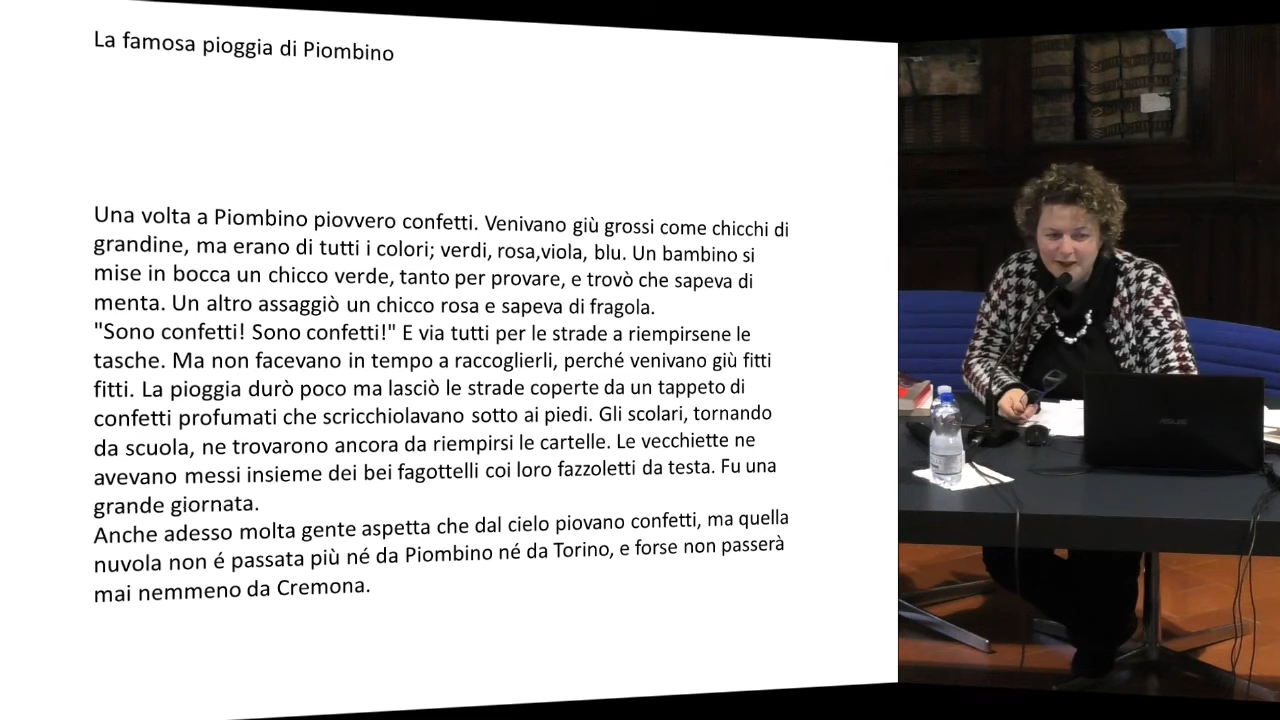 La famosa pioggia di Piombino
Una volta a Piombino piovvero confetti. Venivano giù grossi come chicchi di
grandine, ma erano di tutti i colori; verdi, rosa,viola, blu. Un bambino si
mise in bocca un chicco verde, tanto per provare, e trovò che sapeva di
menta. Un altro assaggiò un chicco rosa e sapeva di fragola.
"Sono confetti! Sono confetti!" E via tutti per le strade a riempirsene le
tasche. Ma non facevano in tempo a raccoglierli, perché venivano giù fitti
fitti. La pioggia durò poco ma lasciò le strade coperte da un tappeto di
confetti profumati che scricchiolavano sotto ai piedi. Gli scolari, tornando
da scuola, ne trovarono ancora da riempirsi le cartelle. Le vecchiette ne
avevano messi insieme dei bei fagottelli coi loro fazzoletti da testa. Fu una
grande giornata.
Anche adesso molta gente aspetta che dal cielo piovano confetti, ma quella
nuvola non é passata più né da Piombino né da Torino, e forse non passerà
mai nemmeno da Cremona.
ASUS